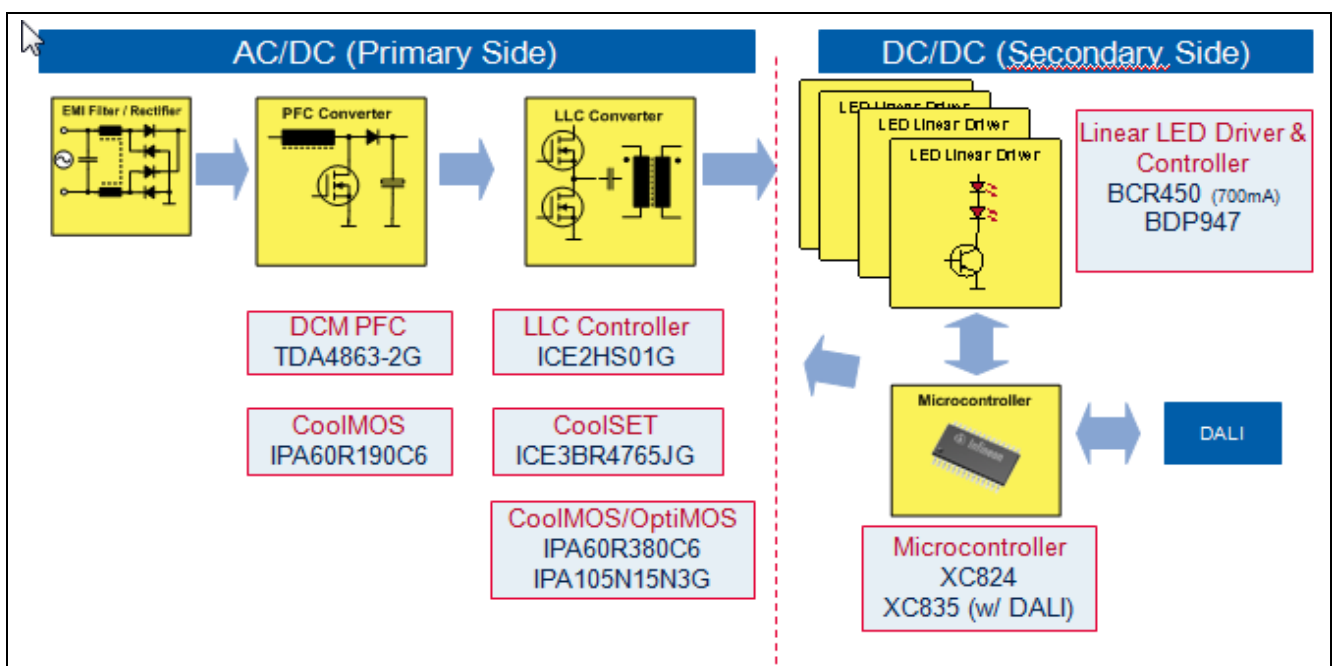 AC/DC (Primary Side)
DC/DC (Secondary Side)
EMI Filter / Rectifier
PFC Converter
LLC Converter
LED Linear Driver
LED Linear Driver
LED Linear Driver
Linear LED Driver &
Controller
BCR450 (700mA)
BDP947
DCM PFC
TDA4863-2G
LLC Controller
ICE2HS01G
CoolMOS
IPA60R190C6
CoolSET
ICE3BR4765JG
CoolMOS/OptiMOS
IPA60R380C6
IPA105N15N3G
Microcontroller
Infineon
DALI
Microcontroller
XC824
XC835 (w/ DALI)